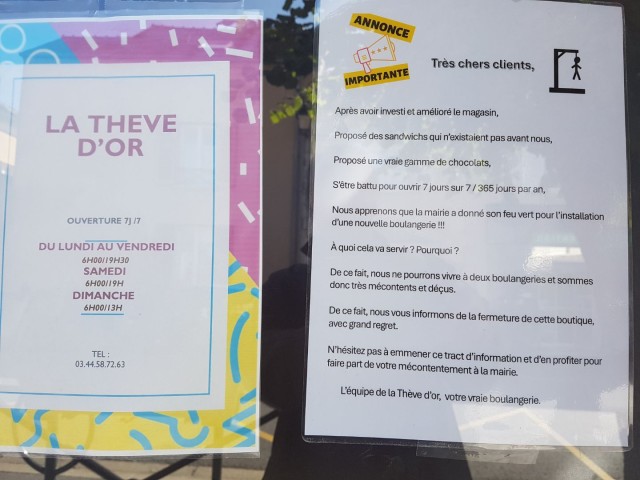 LA THEVE
D'OR
OUVERTURE 7J /7
DU LUNDI AU VENDREDI
6H00/19H30
SAMEDI
6H00/19H
DIMANCHE
6H00/13H
TEL :
03.44.58.72.63
ANNONCE
IMPORTANTE
Très chers clients,
Après avoir investi et amélioré le magasin,
Proposé des sandwichs qui n'existaient pas avant nous,
Proposé une vraie gamme de chocolats,
S'être battu pour ouvrir 7 jours sur 7 / 365 jours par an,
Nous apprenons que la mairie a donné son feu vert pour l'installation
d'une nouvelle boulangerie !!!
À quoi cela va servir ? Pourquoi ?
De ce fait, nous ne pourrons vivre à deux boulangeries et sommes
donc très mécontents et déçus.
De ce fait, nous vous informons de la fermeture de cette boutique,
avec grand regret.
N'hésitez pas à emmener ce tract d'information et d'en profiter pour
faire part de votre mécontentement à la mairie.
L'équipe de la Thève d'or, votre vraie boulangerie.